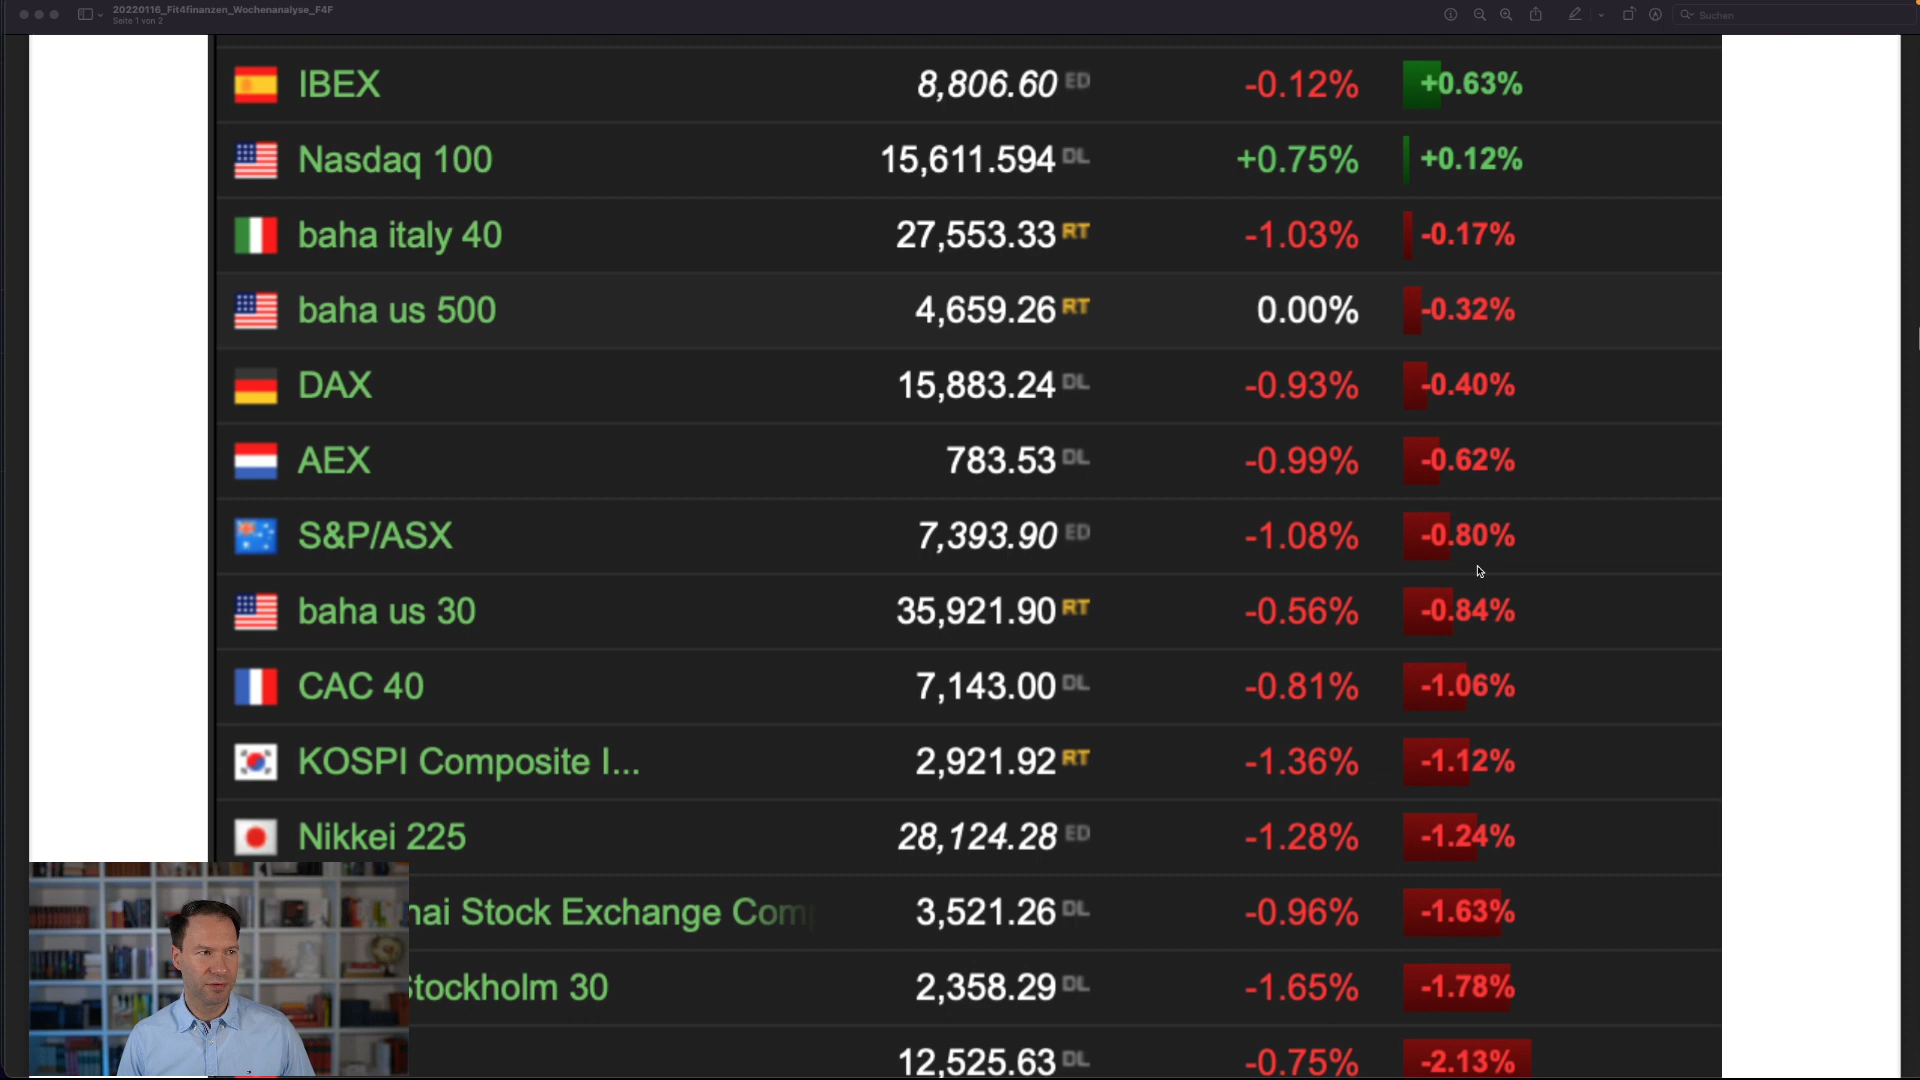 20220116_Fit4finanzen_Wochenanalyse_F4F
Seite 1 von 2
Suchen
IBEX 8,806.60 ED -0.12% +0.63%
Nasdaq 100 15,611.594 DL +0.75% +0.12%
baha italy 40 27,553.33 RT -1.03% -0.17%
baha us 500 4,659.26 RT 0.00% -0.32%
DAX 15,883.24 DL -0.93% -0.40%
AEX 783.53 DL -0.99% -0.62%
S&P/ASX 7,393.90 ED -1.08% -0.80%
baha us 30 35,921.90 RT -0.56% -0.84%
CAC 40 7,143.00 DL -0.81% -1.06%
KOSPI Composite I... 2,921.92 RT -1.36% -1.12%
Nikkei 225 28,124.28 ED -1.28% -1.24%
hai Stock Exchange Com 3,521.26 DL -0.96% -1.63%
Stockholm 30 2,358.29 DL -1.65% -1.78%
12,525.63 DL -0.75% -2.13%